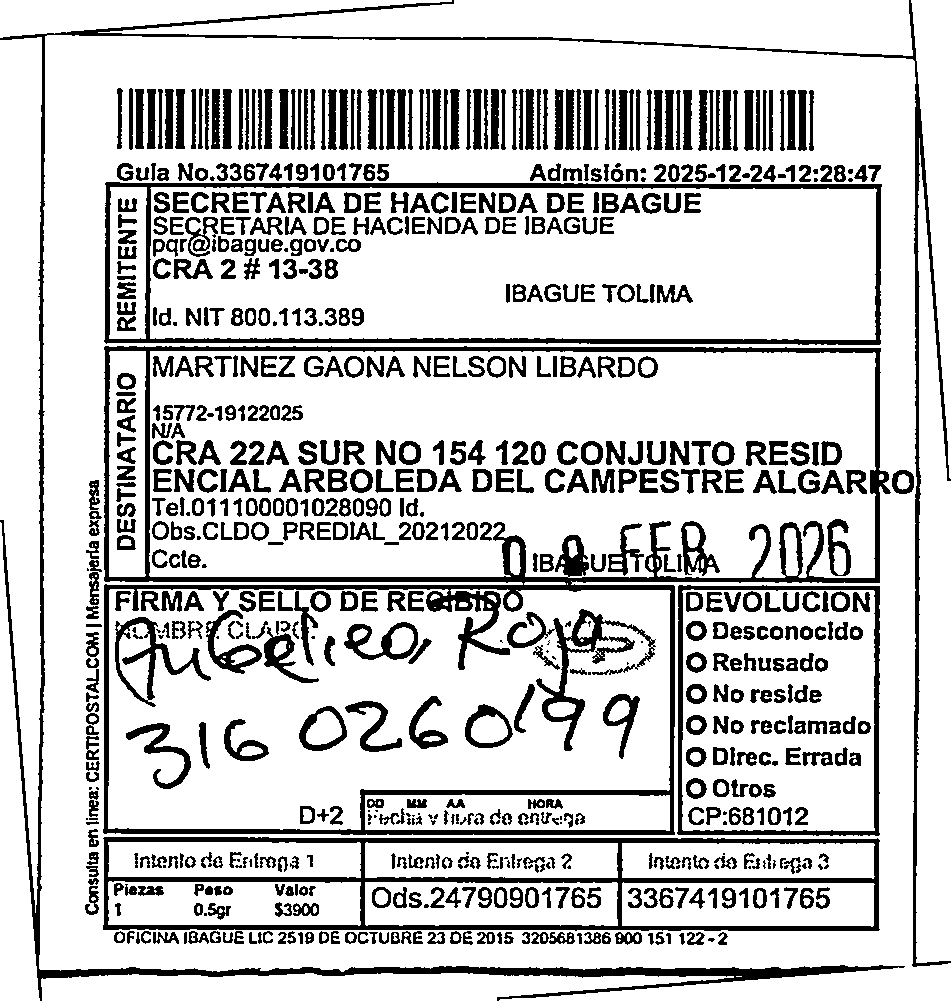 Guia No.3367419101765 Admisión: 2025-12-24-12:28:47
REMITENTE
SECRETARIA DE HACIENDA DE IBAGUE
SECRETARIA DE HACIENDA DE IBAGUE
pqr@ibague.gov.co
CRA 2 # 13-38
IBAGUE TOLIMA
Id. NIT 800.113.389
DESTINATARIO
MARTINEZ GAONA NELSON LIBARDO
15772-19122025
N/A
CRA 22A SUR NO 154 120 CONJUNTO RESID
ENCIAL ARBOLEDA DEL CAMPESTRE ALGARRO
Tel.011100001028090 Id.
Obs.CLDO_PREDIAL_20212022
Ccte. IBAGUE TOLIMA
FEB 2026
FIRMA Y SELLO DE RECIBIDO
NOMBRE CLARO:
Roja
316 0260199
D+2
DD MM AA HORA
Fecha y hora de entrega
DEVOLUCION
Desconocido
Rehusado
No reside
No reclamado
Direc. Errada
Otros
CP:681012
Intento de Entrega 1 Intento de Entrega 2 Intento de Entrega 3
Piezas Peso Valor
1 0.5gr $3900
Ods.24790901765 3367419101765
OFICINA IBAGUE LIC 2519 DE OCTUBRE 23 DE 2015 3205681386 900 151 122 - 2
Consulta en linea: CERTIPOSTAL.COM | Mensajería expresa